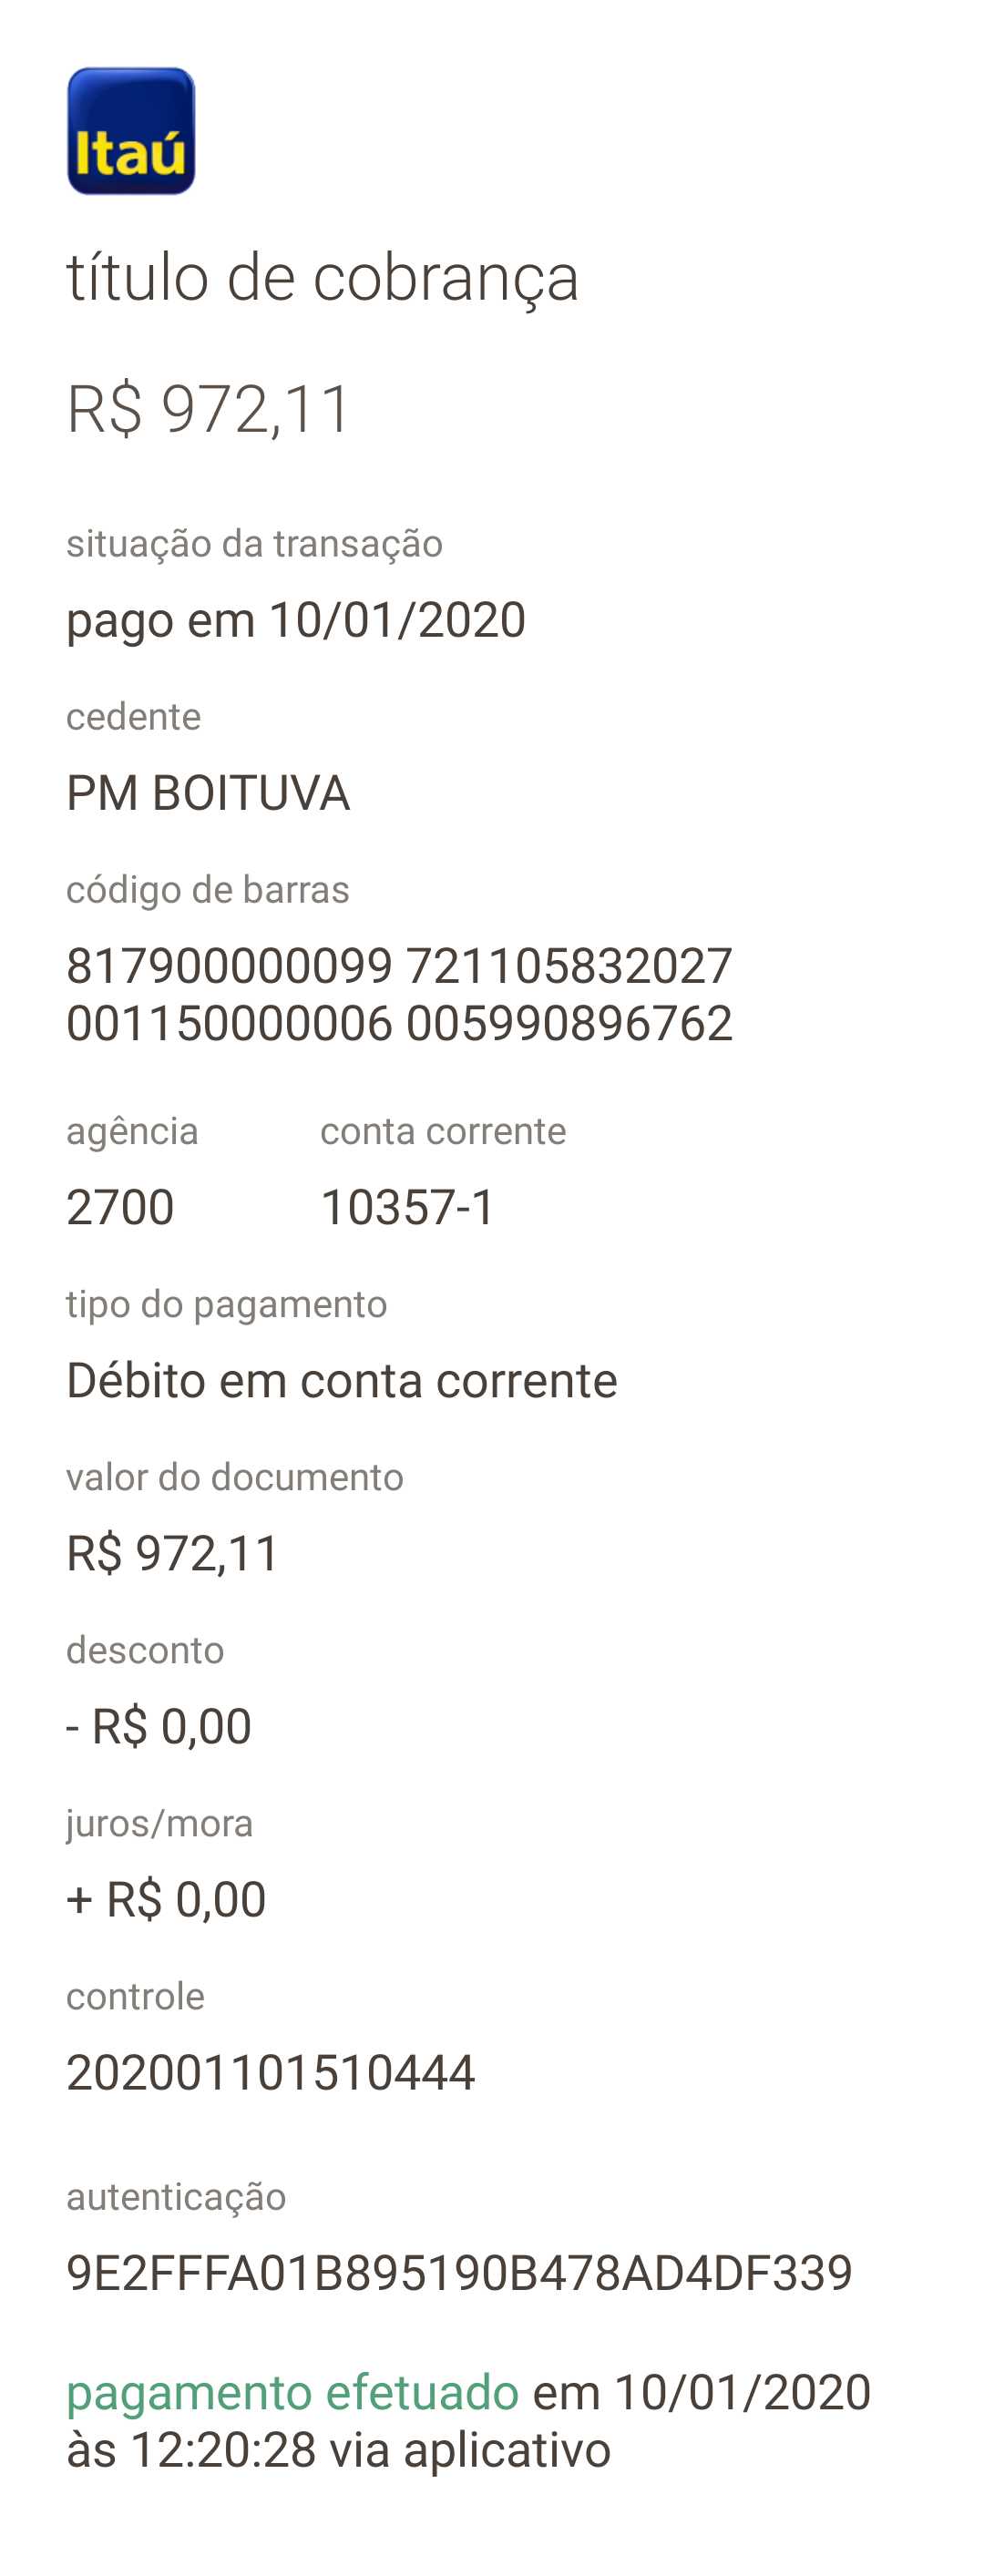 Itaú
título de cobrança
R$ 972,11
situação da transação
pago em 10/01/2020
cedente
PM BOITUVA
código de barras
817900000099 721105832027
001150000006 005990896762
agência conta corrente
2700 10357-1
tipo do pagamento
Débito em conta corrente
valor do documento
R$ 972,11
desconto
- R$ 0,00
juros/mora
+ R$ 0,00
controle
202001101510444
autenticação
9E2FFFA01B895190B478AD4DF339
pagamento efetuado em 10/01/2020
às 12:20:28 via aplicativo